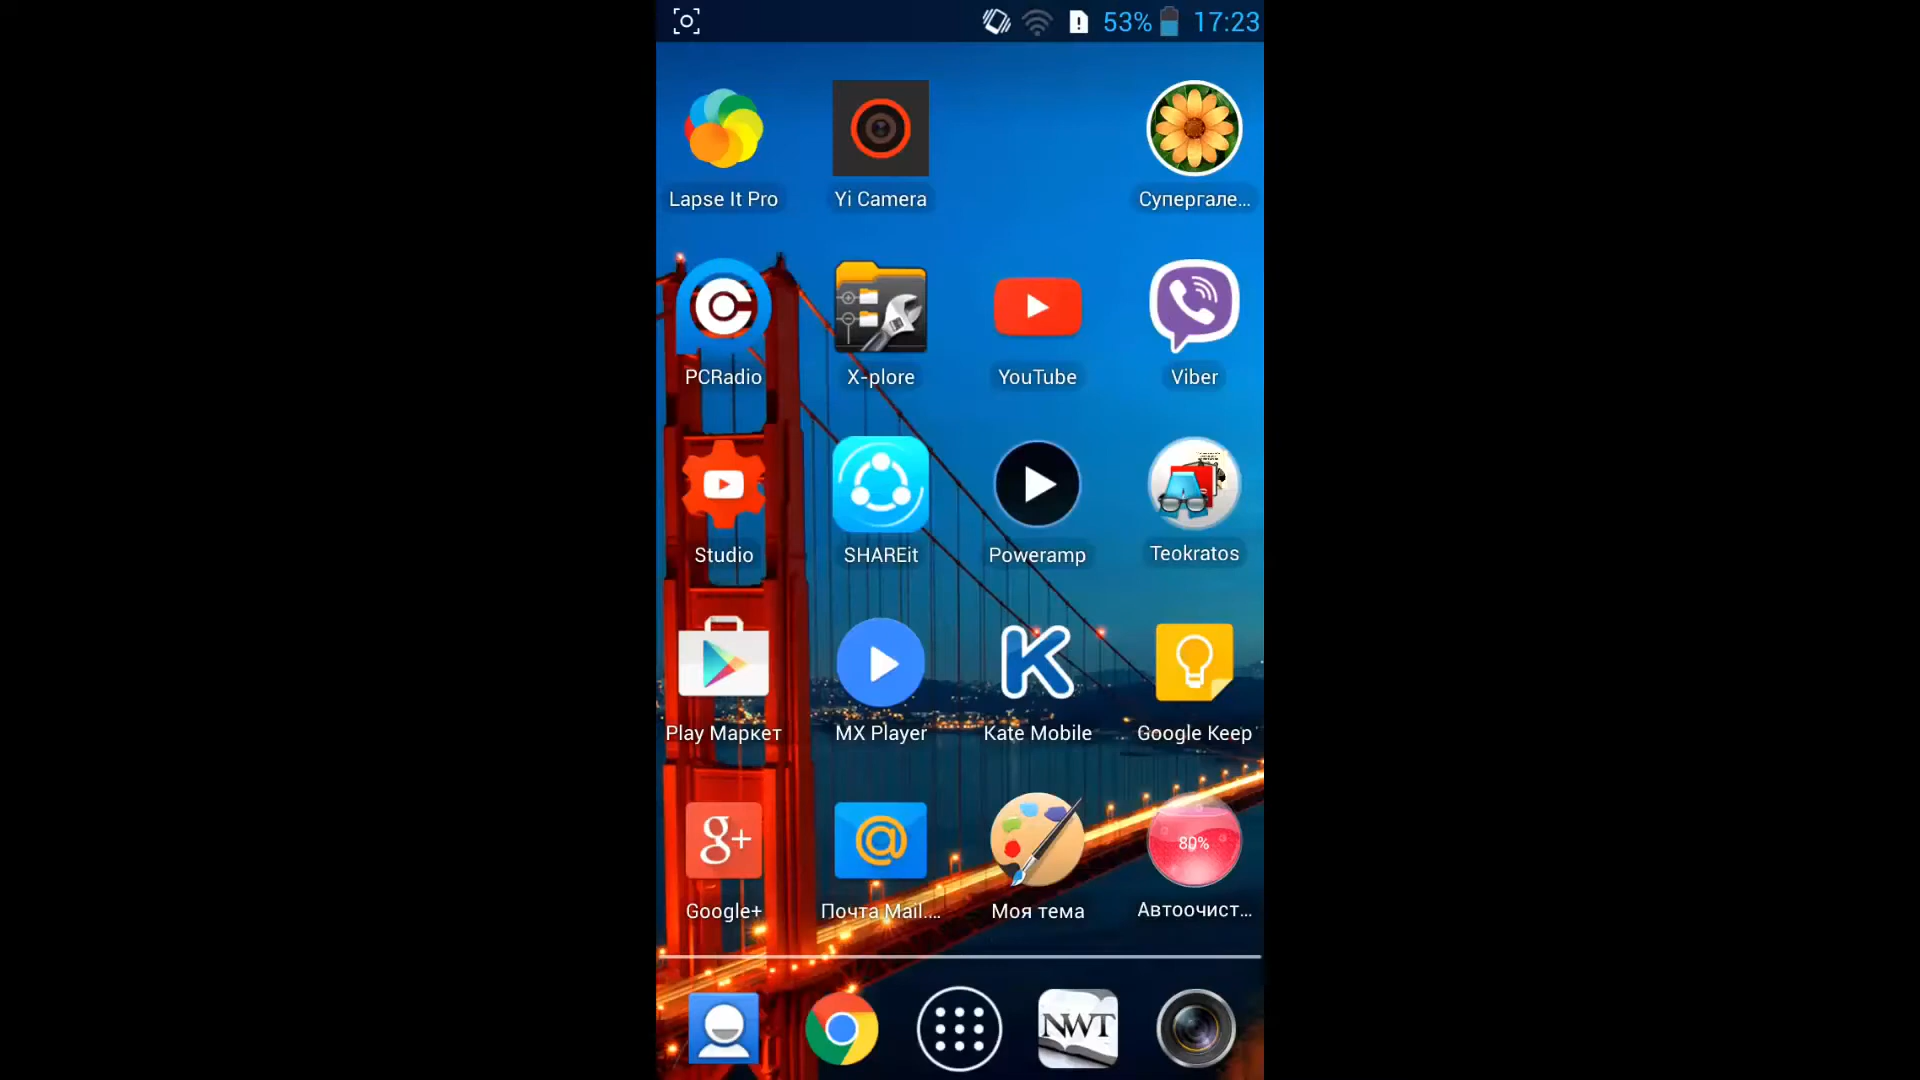 53% 17:23
Lapse It Pro
Yi Camera
Супергале...
PCRadio
X-plore
YouTube
Viber
Studio
SHAREit
Poweramp
Teokratos
Play Маркет
MX Player
Kate Mobile
Google Keep
g+
@
80%
Google+
Почта Mail....
Моя тема
Автоочист...
NWT